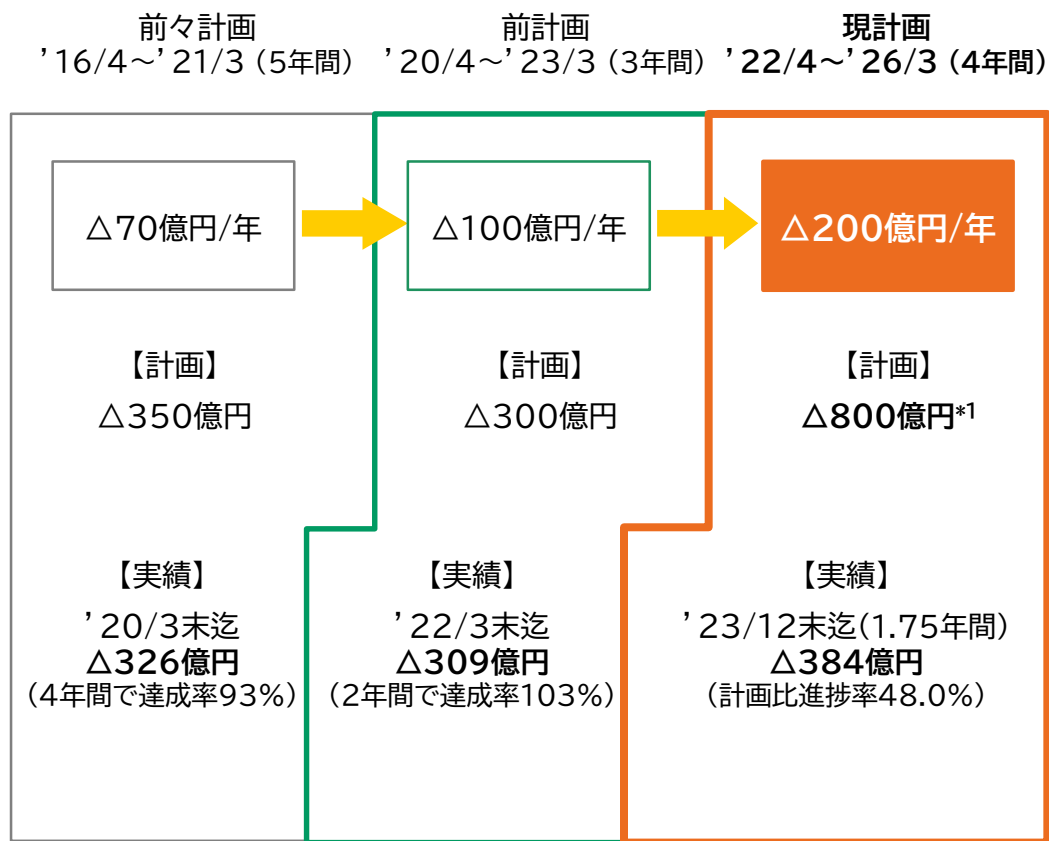 前々計画
’16/4～’21/3（5年間）
前計画
’20/4～’23/3（3年間）
現計画
’22/4～’26/3（4年間）
△70億円/年
△100億円/年
△200億円/年
【計画】
△350億円
【計画】
△300億円
【計画】
△800億円*1
【実績】
’20/3末迄
△326億円
（4年間で達成率93%）
【実績】
’22/3末迄
△309億円
（2年間で達成率103%）
【実績】
’23/12末迄（1.75年間）
△384億円
（計画比進捗率48.0%）